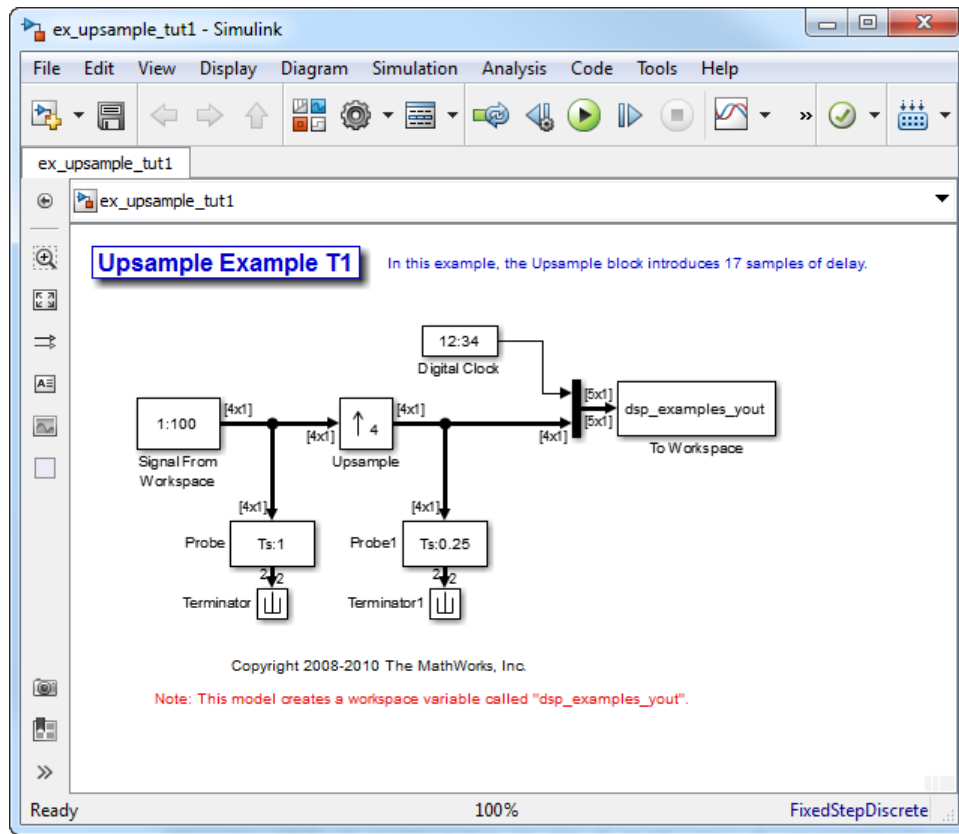 ex_upsample_tut1 - Simulink
File Edit View Display Diagram Simulation Analysis Code Tools Help
ex_upsample_tut1
ex_upsample_tut1
Upsample Example T1
In this example, the Upsample block introduces 17 samples of delay.
12:34
Digital Clock
[5x1]
[5x1]
dsp_examples_yout
To Workspace
1:100
Signal From
Workspace
[4x1]
[4x1]
4
Upsample
[4x1]
[4x1]
[4x1]
[4x1]
Probe
Ts:1
Probe1
Ts:0.25
2
2
2
2
Terminator
Terminator1
Copyright 2008-2010 The MathWorks, Inc.
Note: This model creates a workspace variable called "dsp_examples_yout".
Ready
100%
FixedStepDiscrete